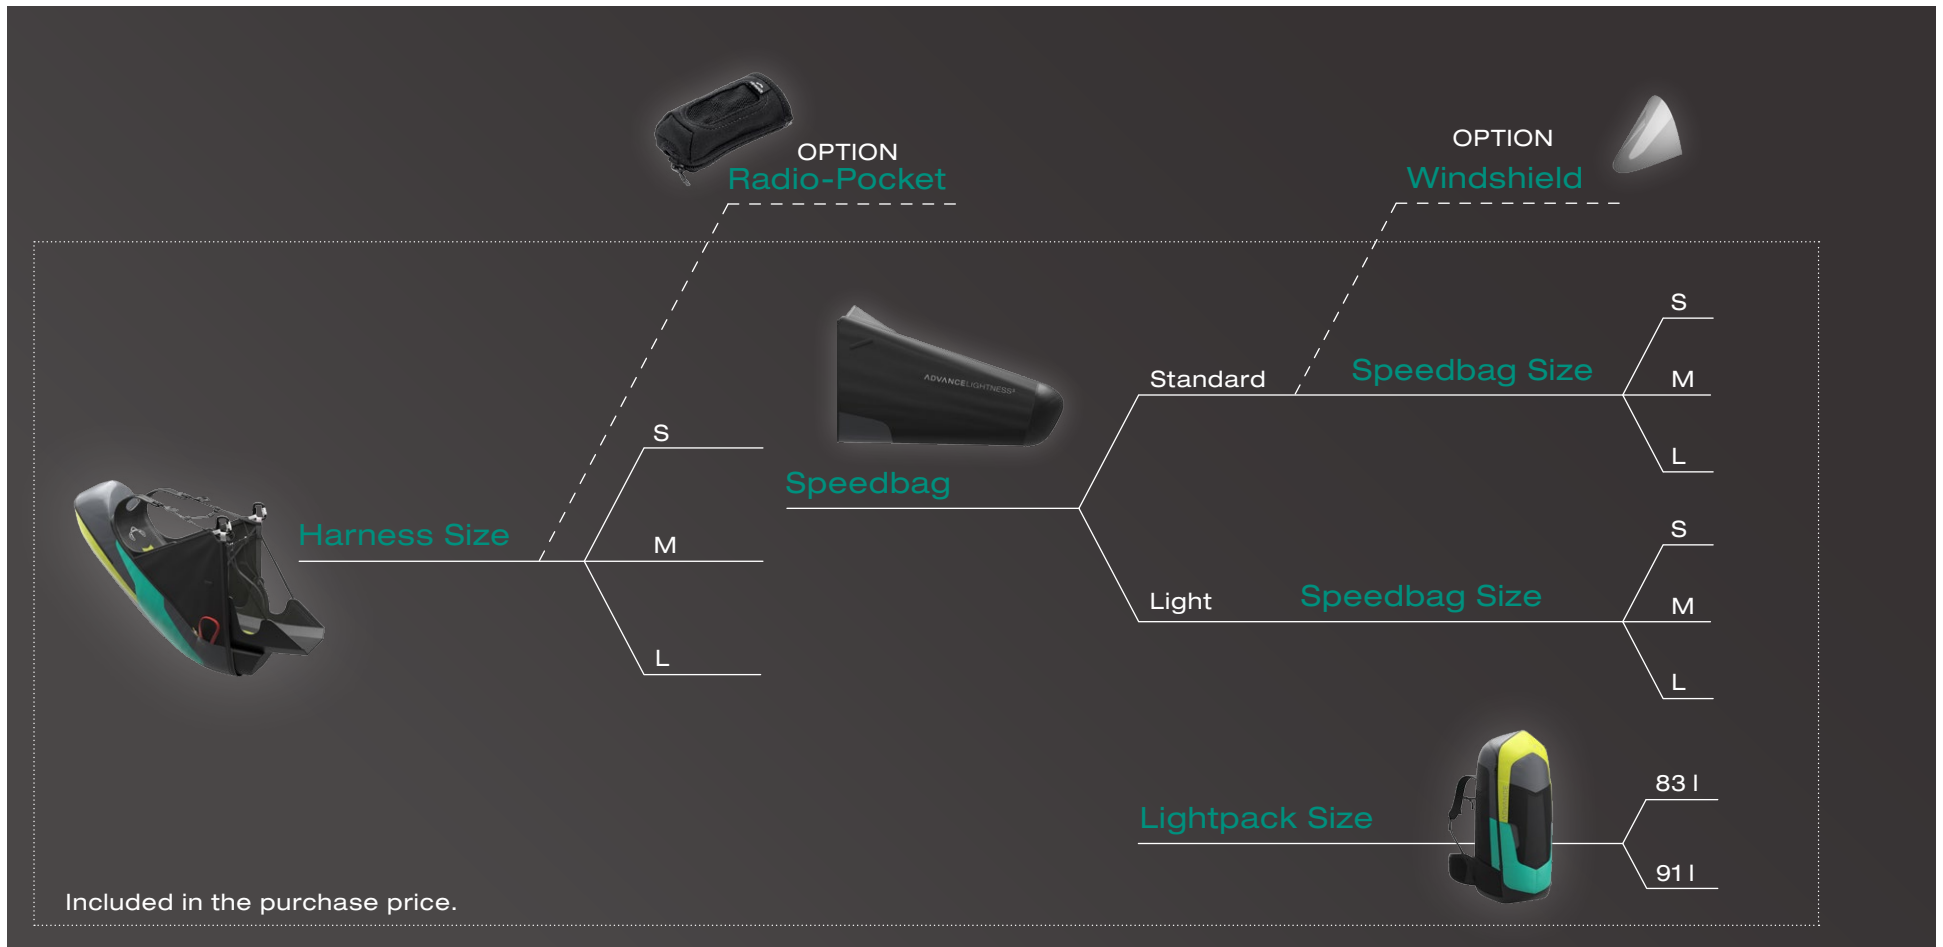 OPTION
Radio-Pocket
OPTION
Windshield
ADVANCELIGHTNESS³
Harness Size
S
M
L
Speedbag
Standard
Speedbag Size
S
M
L
Light
Speedbag Size
S
M
L
Lightpack Size
83 l
91 l
Included in the purchase price.